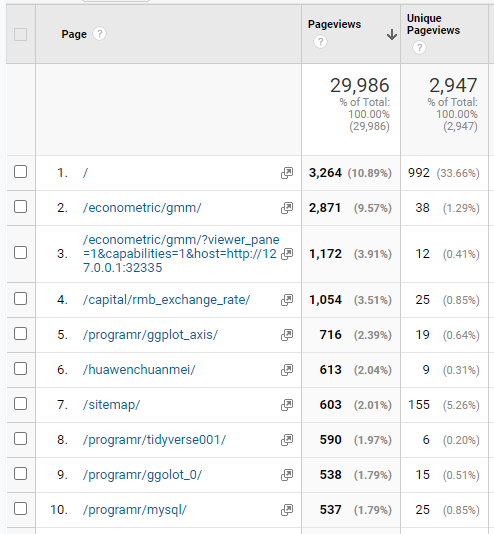 Page ?
Pageviews ?
Unique Pageviews ?
29,986
% of Total: 100.00% (29,986)
2,947
% of Total: 100.00% (2,947)
1. / 3,264 (10.89%) 992 (33.66%)
2. /econometric/gmm/ 2,871 (9.57%) 38 (1.29%)
3. /econometric/gmm/?viewer_pane=1&capabilities=1&host=http://127.0.0.1:32335 1,172 (3.91%) 12 (0.41%)
4. /capital/rmb_exchange_rate/ 1,054 (3.51%) 25 (0.85%)
5. /programr/ggplot_axis/ 716 (2.39%) 19 (0.64%)
6. /huawenchuanmei/ 613 (2.04%) 9 (0.31%)
7. /sitemap/ 603 (2.01%) 155 (5.26%)
8. /programr/tidyverse001/ 590 (1.97%) 6 (0.20%)
9. /programr/ggolot_0/ 538 (1.79%) 15 (0.51%)
10. /programr/mysql/ 537 (1.79%) 25 (0.85%)